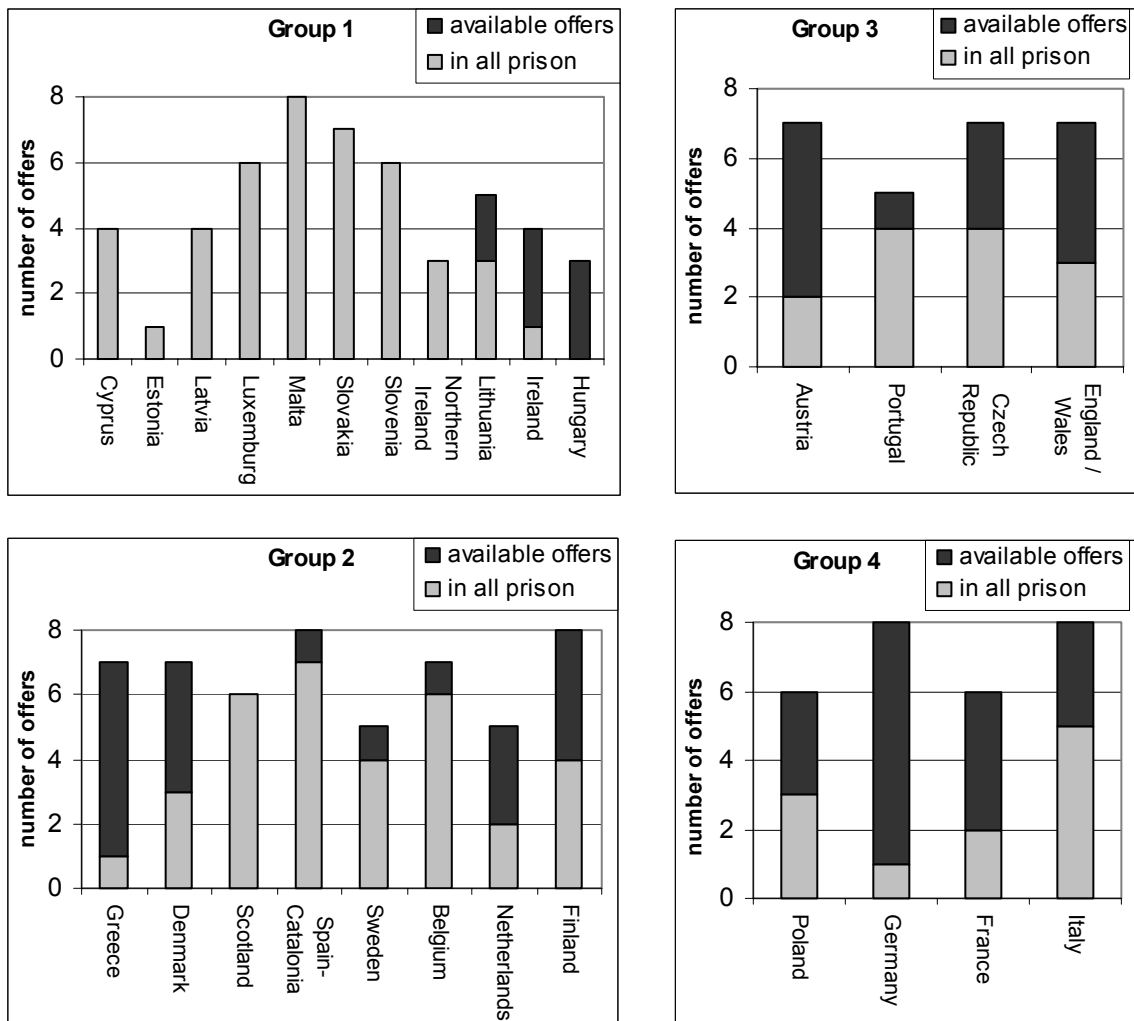 Group 1
available offers
in all prison
number of offers
8
6
4
2
0
Cyprus
Estonia
Latvia
Luxemburg
Malta
Slovakia
Slovenia
Northern
Ireland
Lithuania
Ireland
Hungary
Group 3
available offers
in all prison
number of offers
8
6
4
2
0
Austria
Portugal
Czech
Republic
England /
Wales
Group 2
available offers
in all prison
number of offers
8
6
4
2
0
Greece
Denmark
Scotland
Spain-
Catalonia
Sweden
Belgium
Netherlands
Finland
Group 4
available offers
in all prison
number of offers
8
6
4
2
0
Poland
Germany
France
Italy